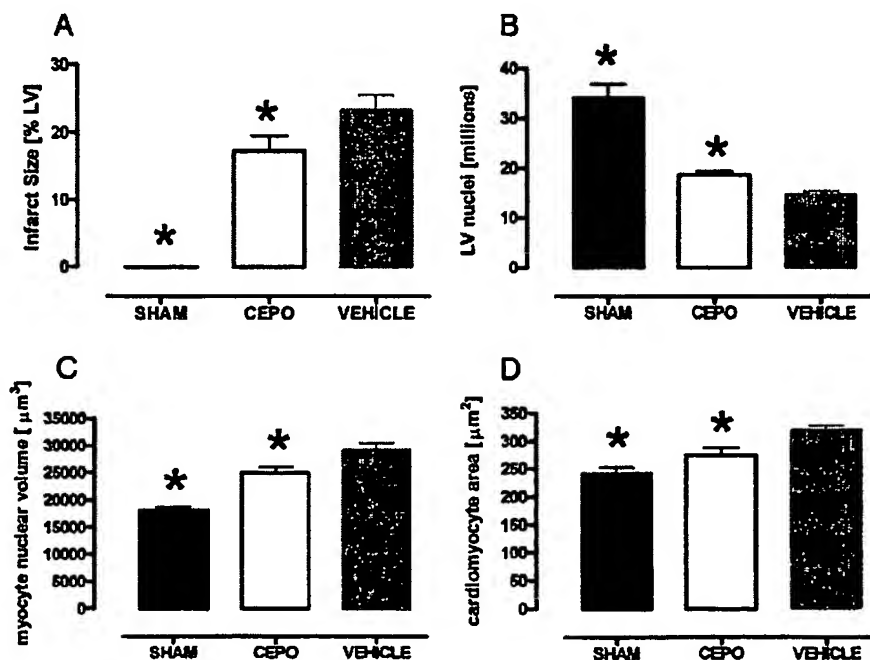 A
Infarct Size [% LV]
30
20
10
0
*
*
SHAM CEPO VEHICLE
B
LV nuclei [millions]
40
30
20
10
0
*
*
SHAM CEPO VEHICLE
C
myocyte nuclear volume [ µm³]
35000
30000
25000
20000
15000
10000
5000
0
*
*
SHAM CEPO VEHICLE
D
cardiomyocyte area [µm²]
350
300
250
200
150
100
50
0
*
*
SHAM CEPO VEHICLE